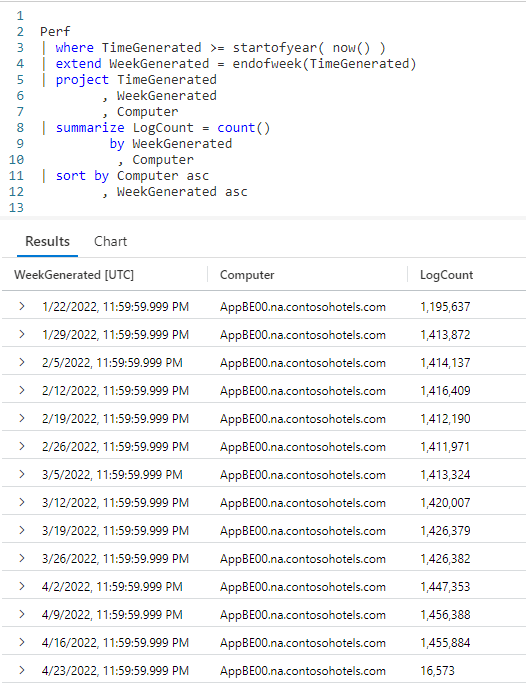 1
2 Perf
3 | where TimeGenerated >= startofyear( now() )
4 | extend WeekGenerated = endofweek(TimeGenerated)
5 | project TimeGenerated
6 , WeekGenerated
7 , Computer
8 | summarize LogCount = count()
9 by WeekGenerated
10 , Computer
11 | sort by Computer asc
12 , WeekGenerated asc
13
Results Chart
WeekGenerated [UTC] Computer LogCount
> 1/22/2022, 11:59:59.999 PM AppBE00.na.contosohotels.com 1,195,637
> 1/29/2022, 11:59:59.999 PM AppBE00.na.contosohotels.com 1,413,872
> 2/5/2022, 11:59:59.999 PM AppBE00.na.contosohotels.com 1,414,137
> 2/12/2022, 11:59:59.999 PM AppBE00.na.contosohotels.com 1,416,409
> 2/19/2022, 11:59:59.999 PM AppBE00.na.contosohotels.com 1,412,190
> 2/26/2022, 11:59:59.999 PM AppBE00.na.contosohotels.com 1,411,971
> 3/5/2022, 11:59:59.999 PM AppBE00.na.contosohotels.com 1,413,324
> 3/12/2022, 11:59:59.999 PM AppBE00.na.contosohotels.com 1,420,007
> 3/19/2022, 11:59:59.999 PM AppBE00.na.contosohotels.com 1,426,379
> 3/26/2022, 11:59:59.999 PM AppBE00.na.contosohotels.com 1,426,382
> 4/2/2022, 11:59:59.999 PM AppBE00.na.contosohotels.com 1,447,353
> 4/9/2022, 11:59:59.999 PM AppBE00.na.contosohotels.com 1,456,388
> 4/16/2022, 11:59:59.999 PM AppBE00.na.contosohotels.com 1,455,884
> 4/23/2022, 11:59:59.999 PM AppBE00.na.contosohotels.com 16,573